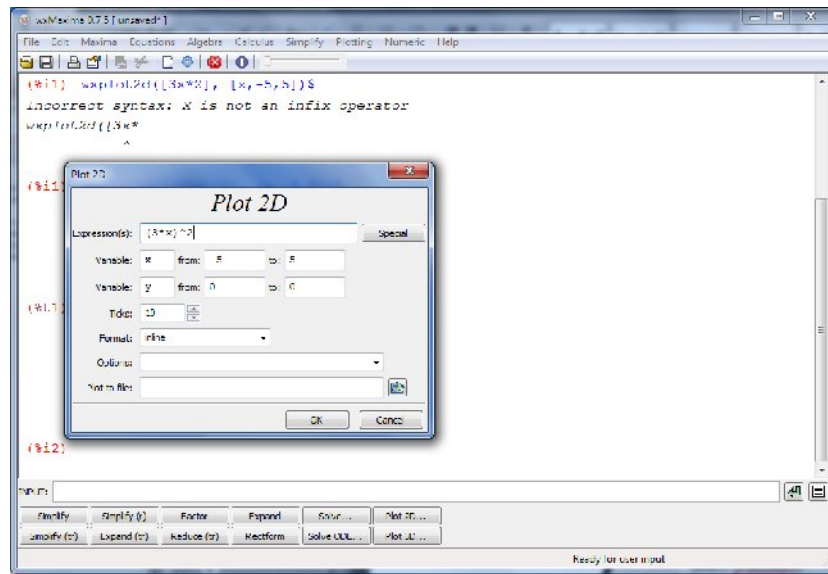 wxMaxima 0.7.5 [ unsaved* ]
File Edit Maxima Equations Algebra Calculus Simplify Plotting Numeric Help
(%i1) wxplot2d([3x*2], [x,-5,5])$
Incorrect syntax: X is not an infix operator
wxplot2d([3x*
^
Plot 2D
(%i1)
Plot 2D
Expression(s): (3*x)^2 Special
Variable: x from: -5 to: 5
Variable: y from: 0 to: 0
(%i1)
Ticks: 10
Format: inline
Options:
Plot to file:
OK Cancel
(%i2)
INPUT:
Simplify Simplify (r) Factor Expand Solve... Plot 2D...
Simplify (tr) Expand (tr) Reduce (tr) Rectform Solve ODE... Plot 3D...
Ready for user input